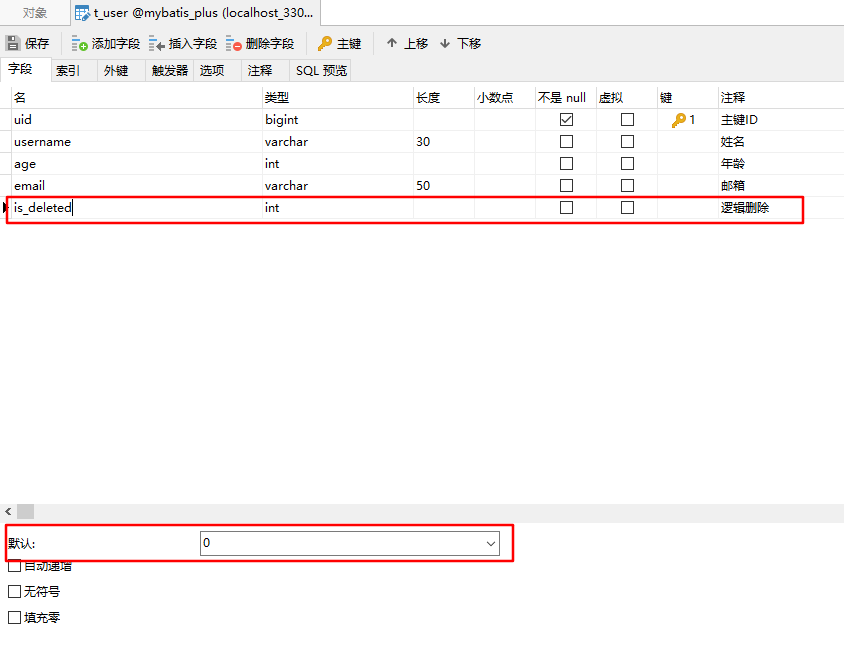 对象 t_user @mybatis_plus (localhost_330...
保存 添加字段 插入字段 删除字段 主键 上移 下移
字段 索引 外键 触发器 选项 注释 SQL 预览
名 类型 长度 小数点 不是 null 虚拟 键 注释
uid bigint 1 主键ID
username varchar 30 姓名
age int 年龄
email varchar 50 邮箱
is_deleted int 逻辑删除
默认: 0
自动递增
无符号
填充零